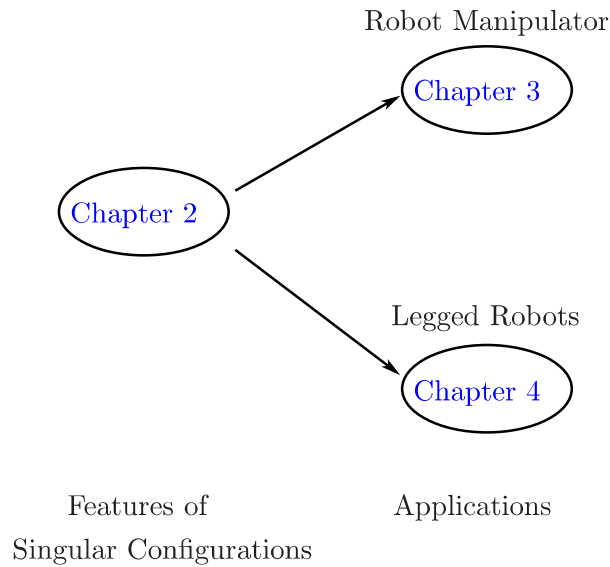 Robot Manipulator
Chapter 3
Chapter 2
Legged Robots
Chapter 4
Features of
Singular Configurations
Applications